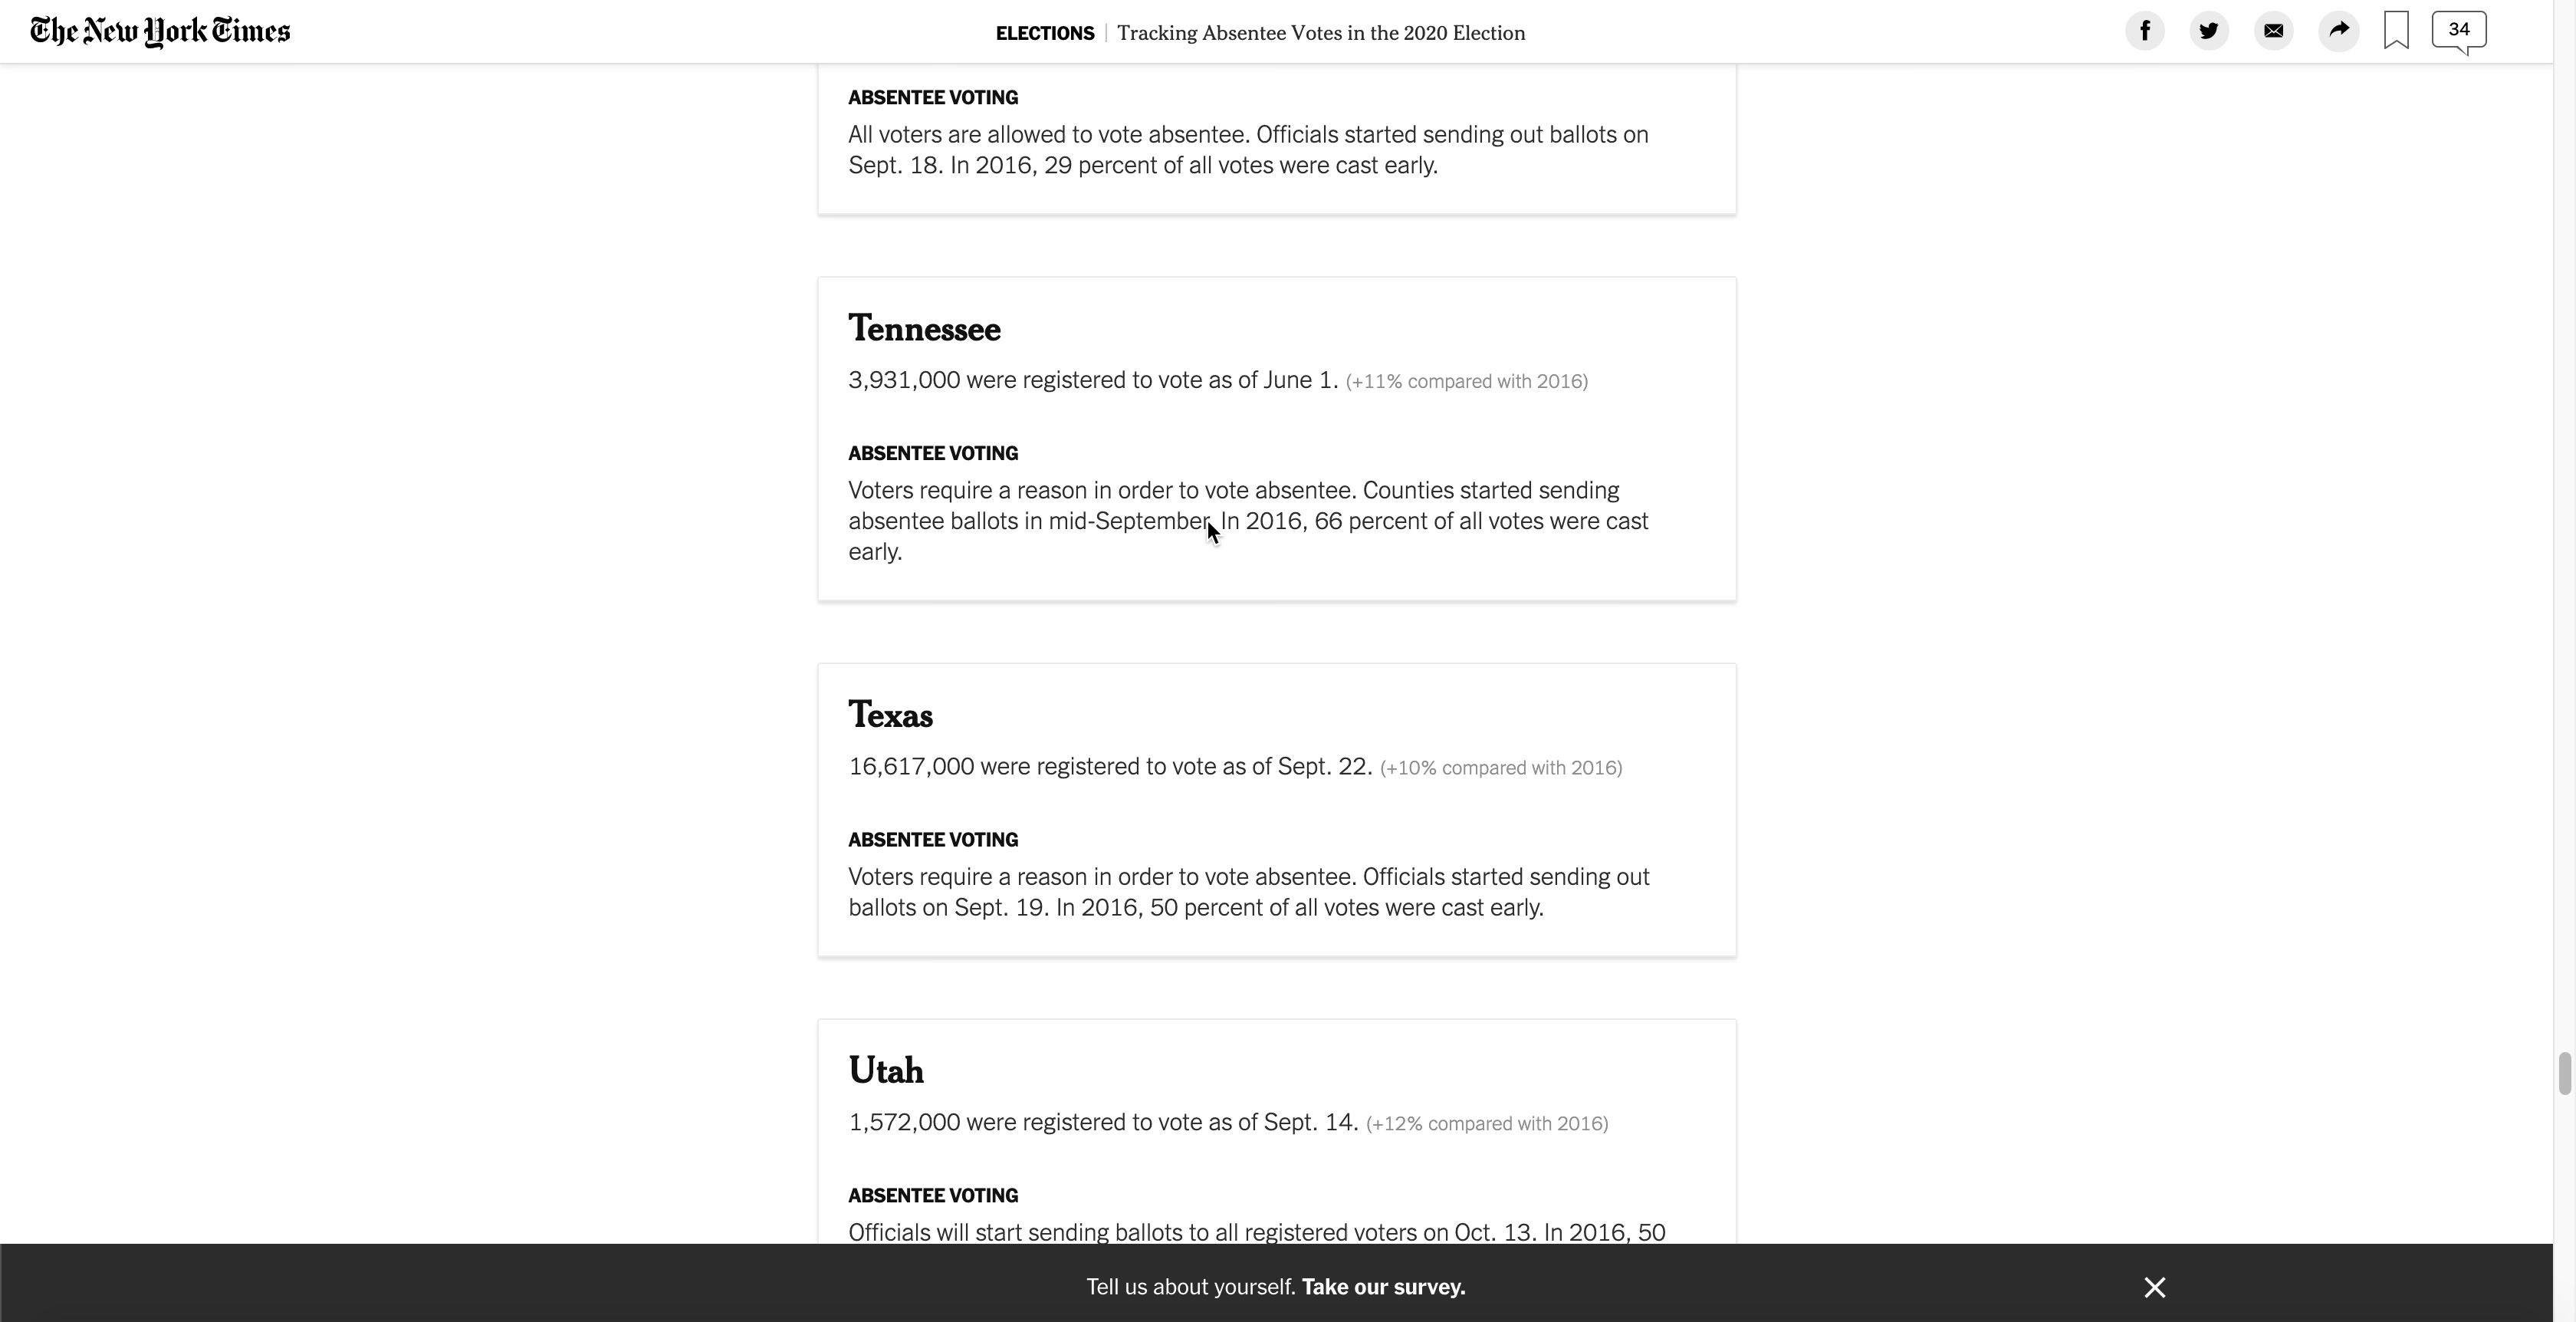 The New York Times
ELECTIONS | Tracking Absentee Votes in the 2020 Election
34
ABSENTEE VOTING
All voters are allowed to vote absentee. Officials started sending out ballots on
Sept. 18. In 2016, 29 percent of all votes were cast early.
Tennessee
3,931,000 were registered to vote as of June 1. (+11% compared with 2016)
ABSENTEE VOTING
Voters require a reason in order to vote absentee. Counties started sending
absentee ballots in mid-September. In 2016, 66 percent of all votes were cast
early.
Texas
16,617,000 were registered to vote as of Sept. 22. (+10% compared with 2016)
ABSENTEE VOTING
Voters require a reason in order to vote absentee. Officials started sending out
ballots on Sept. 19. In 2016, 50 percent of all votes were cast early.
Utah
1,572,000 were registered to vote as of Sept. 14. (+12% compared with 2016)
ABSENTEE VOTING
Officials will start sending ballots to all registered voters on Oct. 13. In 2016, 50
Tell us about yourself. Take our survey.